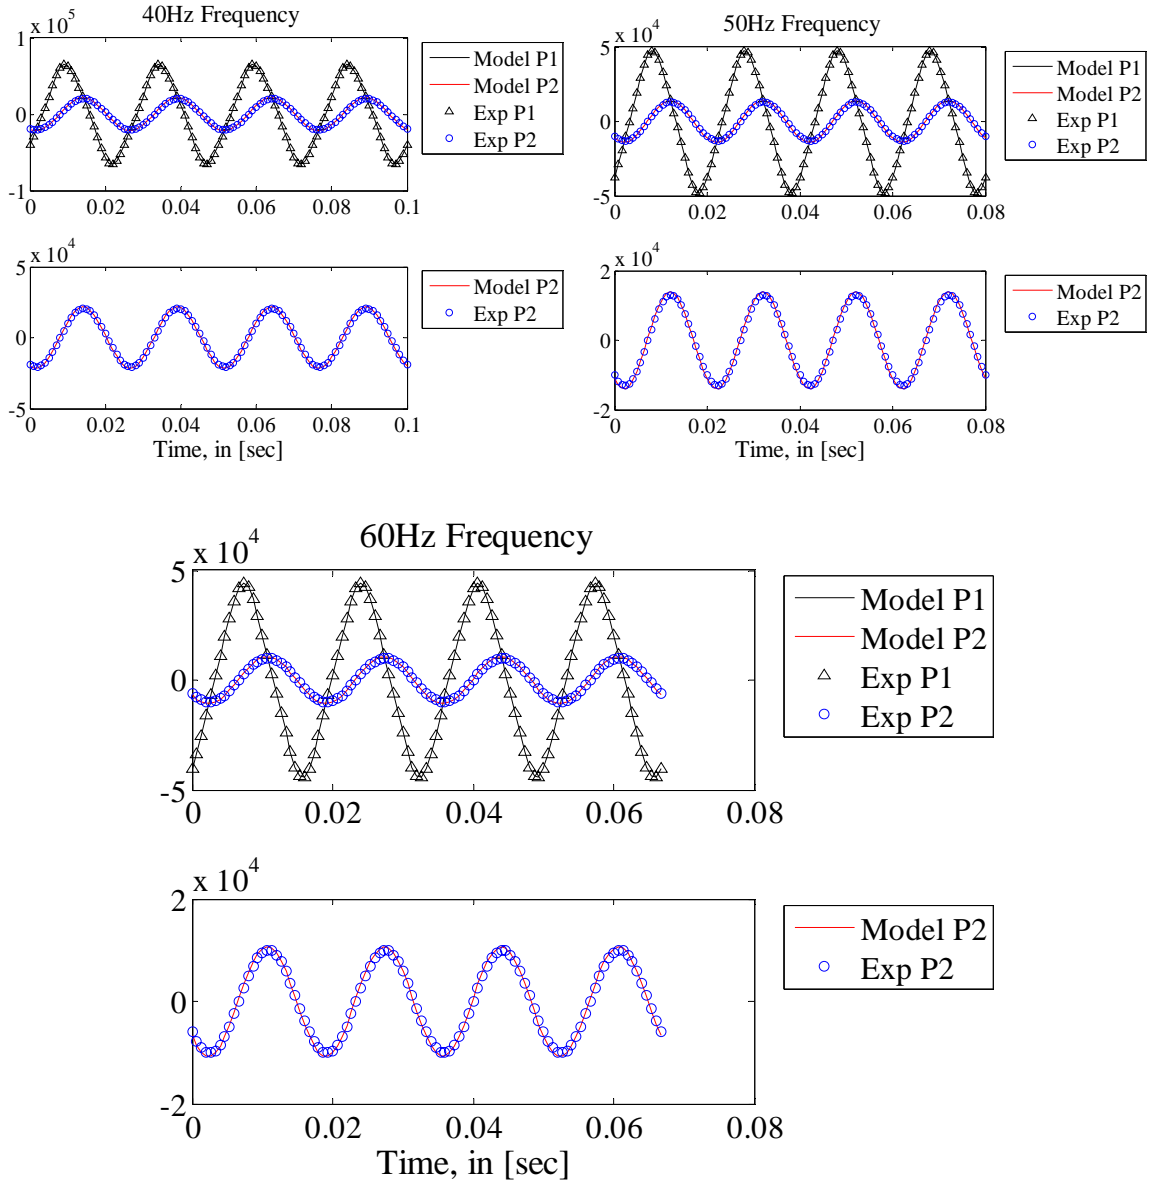 40Hz Frequency
x 10^5
1
0
-1
0 0.02 0.04 0.06 0.08 0.1
Model P1
Model P2
Exp P1
Exp P2
x 10^4
5
0
-5
0 0.02 0.04 0.06 0.08 0.1
Time, in [sec]
Model P2
Exp P2
50Hz Frequency
x 10^4
5
0
-5
0 0.02 0.04 0.06 0.08
Model P1
Model P2
Exp P1
Exp P2
x 10^4
2
0
-2
0 0.02 0.04 0.06 0.08
Time, in [sec]
Model P2
Exp P2
60Hz Frequency
x 10^4
5
0
-5
0 0.02 0.04 0.06 0.08
Model P1
Model P2
Exp P1
Exp P2
x 10^4
2
0
-2
0 0.02 0.04 0.06 0.08
Time, in [sec]
Model P2
Exp P2